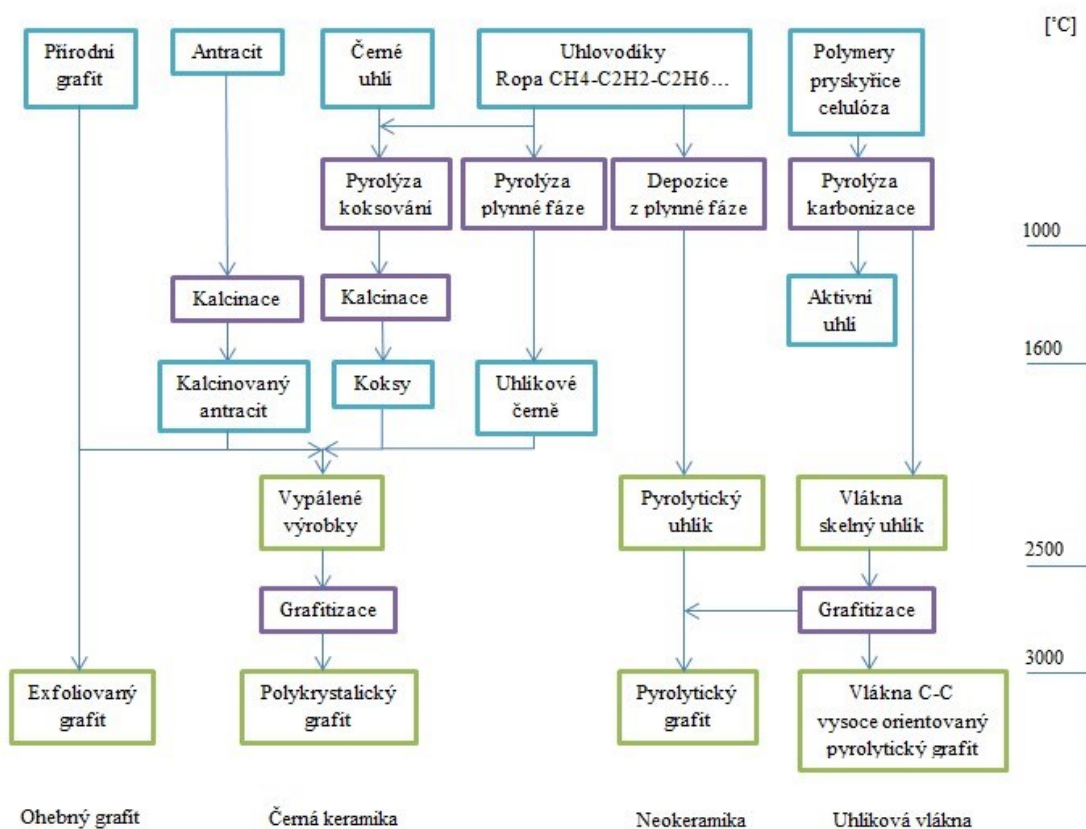 [°C]
Přírodní
grafit
Antracit
Černé
uhlí
Uhlovodíky
Ropa CH4-C2H2-C2H6...
Polymery
pryskyřice
celulóza
Pyrolýza
koksování
Pyrolýza
plynné fáze
Depozice
z plynné fáze
Pyrolýza
karbonizace
1000
Kalcinace
Kalcinace
Aktivní
uhlí
1600
Kalcinovaný
antracit
Koksy
Uhlíkové
černě
Vypálené
výrobky
Pyrolytický
uhlík
Vlákna
skelný uhlík
2500
Grafitizace
Grafitizace
3000
Exfoliovaný
grafit
Polykrystalický
grafit
Pyrolytický
grafit
Vlákna C-C
vysoce orientovaný
pyrolytický grafit
Ohebný grafit
Černá keramika
Neokeramika
Uhlíková vlákna